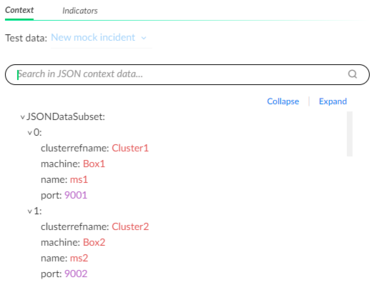 Context Indicators
Test data: New mock incident
Search in JSON context data...
Collapse Expand
JSONDataSubset:
0:
clusterrefname: Cluster1
machine: Box1
name: ms1
port: 9001
1:
clusterrefname: Cluster2
machine: Box2
name: ms2
port: 9002